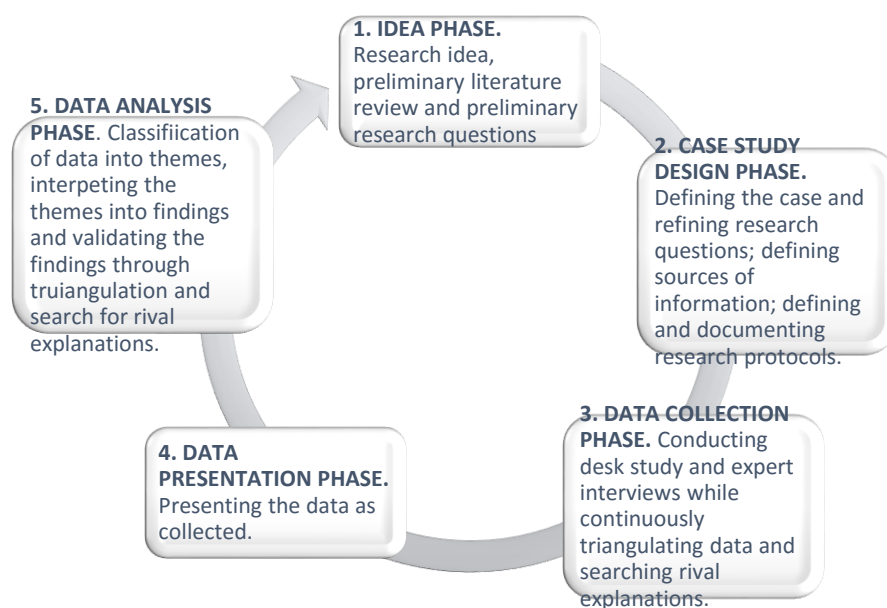 1. IDEA PHASE.
Research idea,
preliminary literature
review and preliminary
research questions
2. CASE STUDY
DESIGN PHASE.
Defining the case and
refining research
questions; defining
sources of
information; defining
and documenting
research protocols.
3. DATA COLLECTION
PHASE. Conducting
desk study and expert
interviews while
continuously
triangulating data and
searching rival
explanations.
4. DATA
PRESENTATION PHASE.
Presenting the data as
collected.
5. DATA ANALYSIS
PHASE. Classifiication
of data into themes,
interpeting the
themes into findings
and validating the
findings through
truiangulation and
search for rival
explanations.